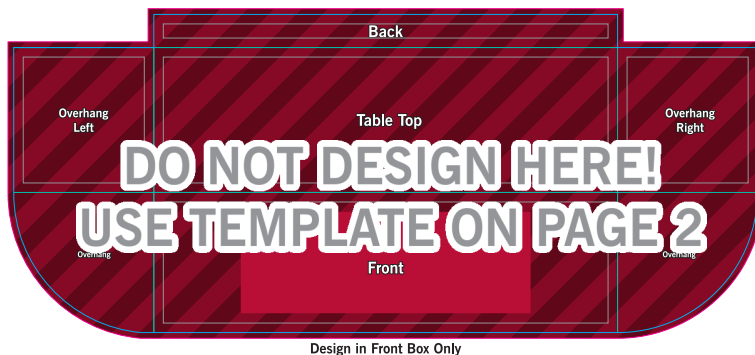 Back
Overhang
Left
Table Top
Overhang
Right
DO NOT DESIGN HERE!
USE TEMPLATE ON PAGE 2
Overhang
Overhang
Front
Design in Front Box Only